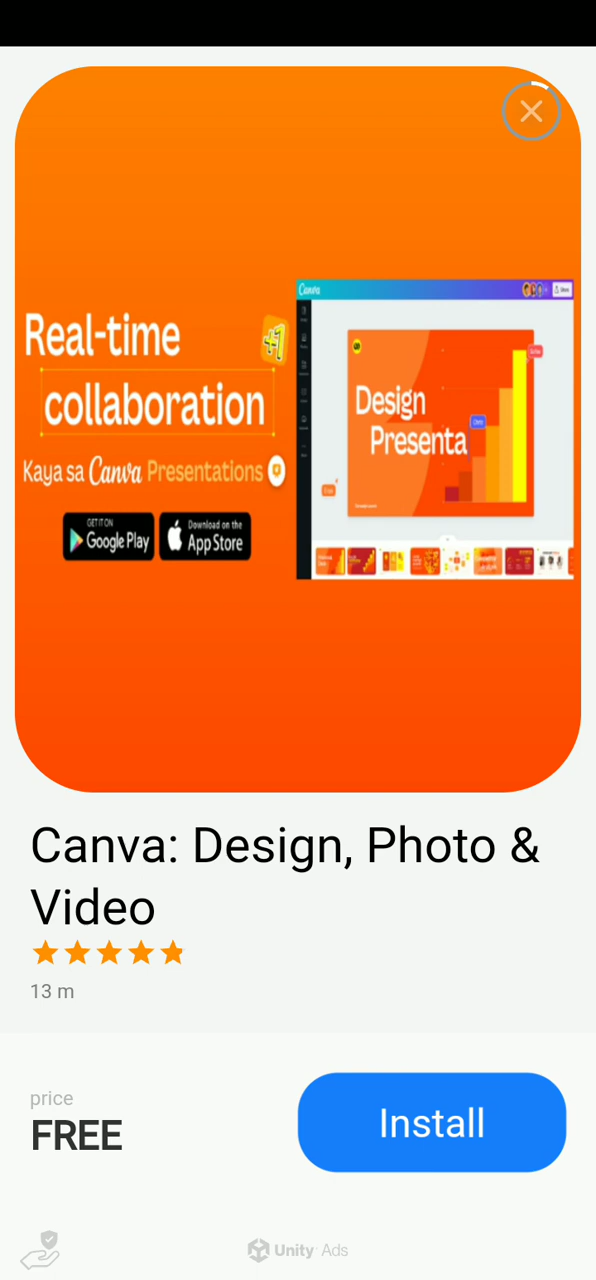 Real-time
+1
collaboration
Kaya sa Canva Presentations
GET IT ON
Google Play
Download on the
App Store
Canva
Design
Presenta
Canva: Design, Photo &
Video
13 m
price
FREE
Install
Unity Ads